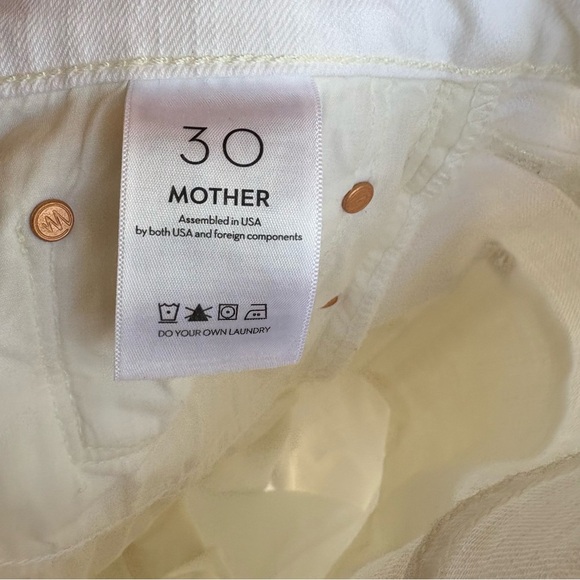 30
MOTHER
Assembled in USA
by both USA and foreign components
DO YOUR OWN LAUNDRY